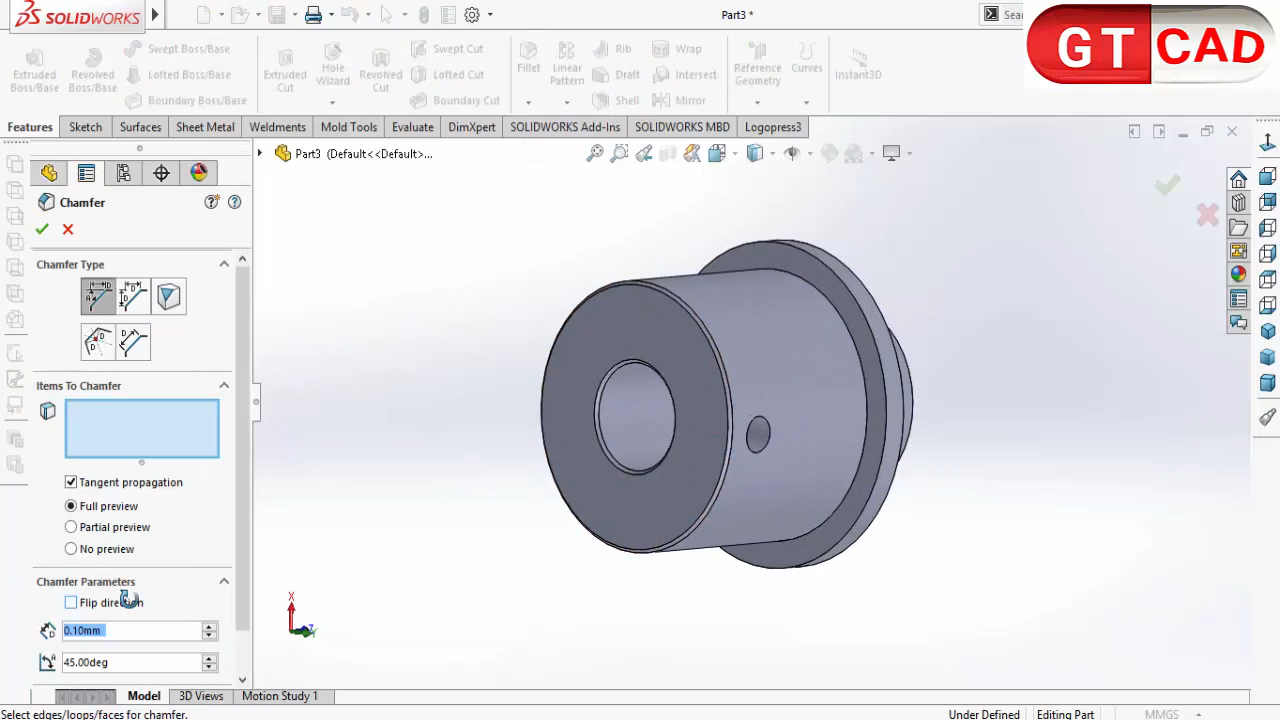 SOLIDWORKS
Part3 *
Sea
GT CAD
Extruded Boss/Base
Revolved Boss/Base
Swept Boss/Base
Lofted Boss/Base
Boundary Boss/Base
Extruded Cut
Hole Wizard
Revolved Cut
Swept Cut
Lofted Cut
Boundary Cut
Fillet
Linear Pattern
Rib
Draft
Shell
Wrap
Intersect
Mirror
Reference Geometry
Curves
Instant3D
Features Sketch Surfaces Sheet Metal Weldments Mold Tools Evaluate DimXpert SOLIDWORKS Add-Ins SOLIDWORKS MBD Logopress3
Part3 (Default<<Default>...
Chamfer
Chamfer Type
Items To Chamfer
Tangent propagation
Full preview
Partial preview
No preview
Chamfer Parameters
Flip direction
0.10mm
45.00deg
X
Model 3D Views Motion Study 1
Select edges/loops/faces for chamfer.
Under Defined Editing Part MMGS